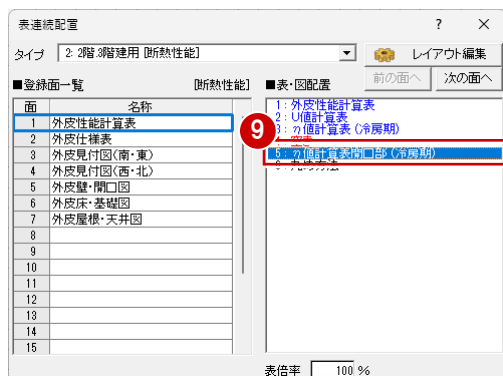 表連続配置 ? ×
タイプ 2: 2階.3階建用 [断熱性能] レイアウト編集
前の面へ 次の面へ
■登録面一覧 [断熱性能] ■表・図配置
面 名称
1 外皮性能計算表
2 外皮仕様表
3 外皮見付図(南・東)
4 外皮見付図(西・北)
5 外皮壁・開口図
6 外皮床・基礎図
7 外皮屋根・天井図
8
9
10
11
12
13
14
15
1:外皮性能計算表
2:U値計算表
3:η値計算表(冷房期)
9
5:η値計算表開口部(冷房期)
表倍率 100 %